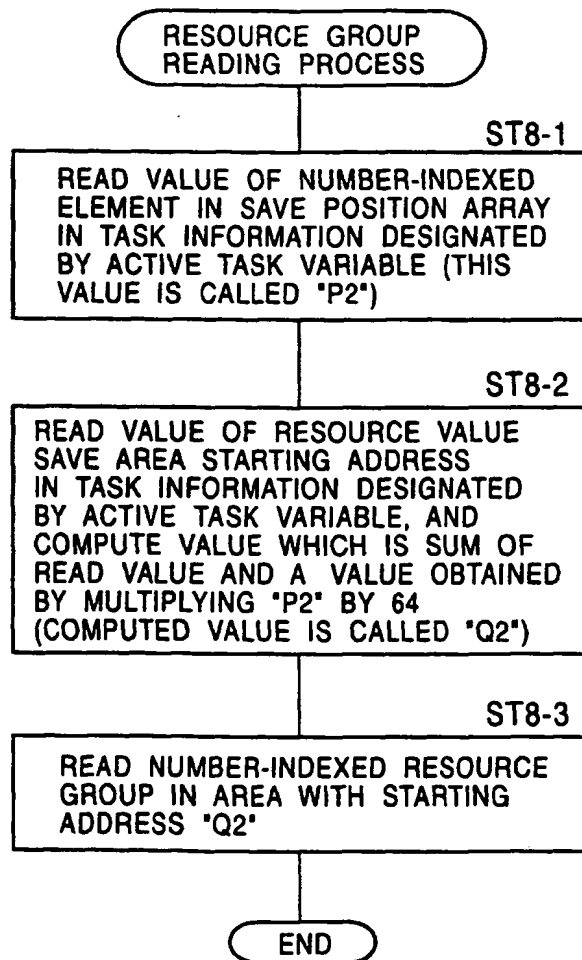 RESOURCE GROUP
READING PROCESS
ST8-1
READ VALUE OF NUMBER-INDEXED
ELEMENT IN SAVE POSITION ARRAY
IN TASK INFORMATION DESIGNATED
BY ACTIVE TASK VARIABLE (THIS
VALUE IS CALLED "P2")
ST8-2
READ VALUE OF RESOURCE VALUE
SAVE AREA STARTING ADDRESS
IN TASK INFORMATION DESIGNATED
BY ACTIVE TASK VARIABLE, AND
COMPUTE VALUE WHICH IS SUM OF
READ VALUE AND A VALUE OBTAINED
BY MULTIPLYING "P2" BY 64
(COMPUTED VALUE IS CALLED "Q2")
ST8-3
READ NUMBER-INDEXED RESOURCE
GROUP IN AREA WITH STARTING
ADDRESS "Q2"
END